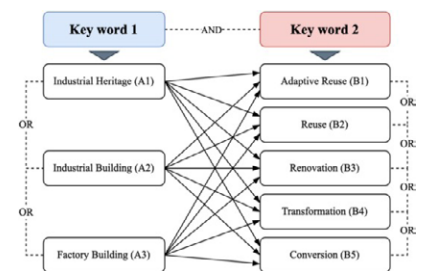 Key word 1
AND
Key word 2
Industrial Heritage (A1)
Adaptive Reuse (B1)
OR
OR
Reuse (B2)
OR
Industrial Building (A2)
Renovation (B3)
OR
OR
Transformation (B4)
OR
Factory Building (A3)
Conversion (B5)